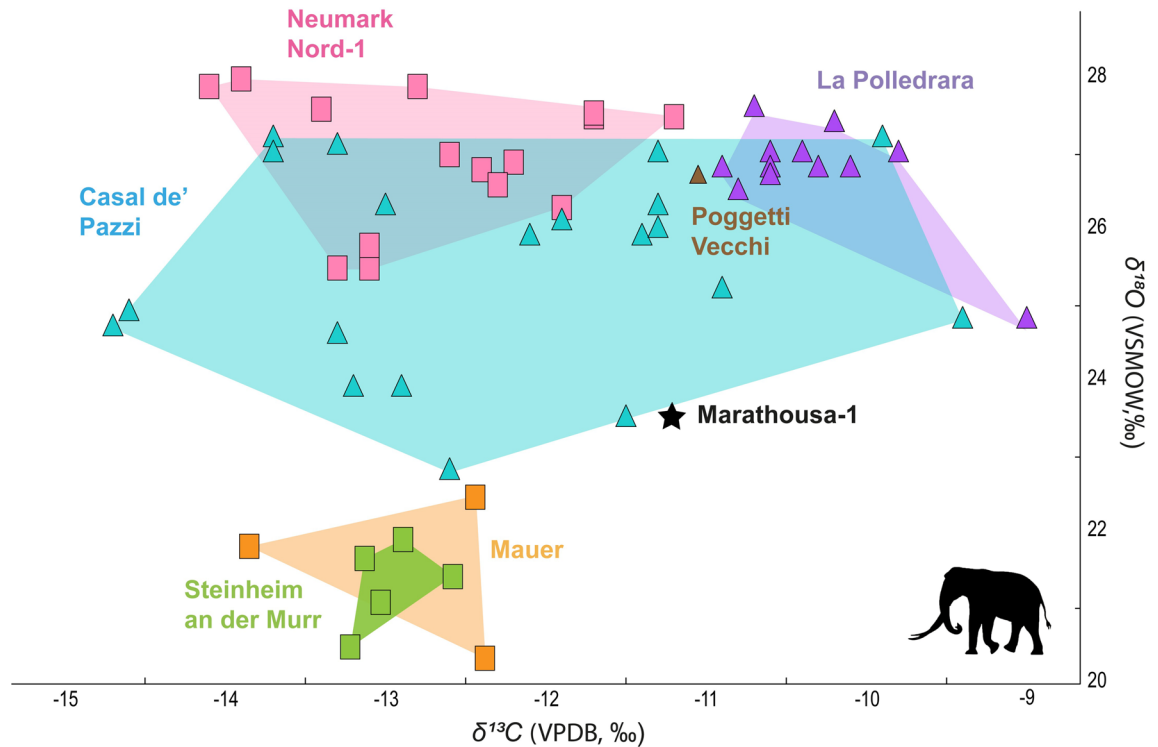 Neumark
Nord-1
La Polledrara
28
Casal de’
Pazzi
Poggetti
Vecchi
26
δ¹⁸O (VSMOW,‰)
24
Marathousa-1
22
Mauer
Steinheim
an der Murr
20
-15 -14 -13 -12 -11 -10 -9
δ¹³C (VPDB, ‰)